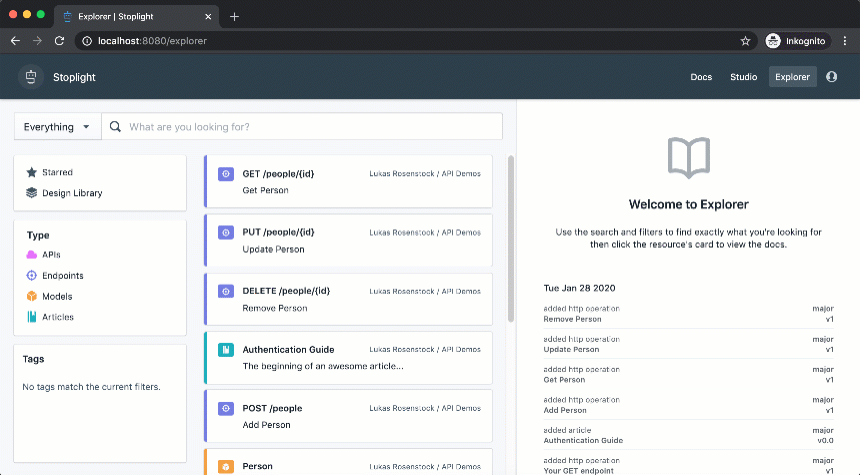 Explorer | Stoplight
localhost:8080/explorer
Inkognito
Stoplight
Docs
Studio
Explorer
Everything
What are you looking for?
Starred
Design Library
Type
APIs
Endpoints
Models
Articles
Tags
No tags match the current filters.
GET /people/{id}
Lukas Rosenstock / API Demos
Get Person
PUT /people/{id}
Lukas Rosenstock / API Demos
Update Person
DELETE /people/{id}
Lukas Rosenstock / API Demos
Remove Person
Authentication Guide
Lukas Rosenstock / API Demos
The beginning of an awesome article...
POST /people
Lukas Rosenstock / API Demos
Add Person
Person
Lukas Rosenstock / API Demos
Welcome to Explorer
Use the search and filters to find exactly what you're looking for
then click the resource's card to view the docs.
Tue Jan 28 2020
added http operation major
Remove Person v1
added http operation major
Update Person v1
added http operation major
Get Person v1
added http operation major
Add Person v1
added article major
Authentication Guide v0.0
added http operation major
Your GET endpoint v1